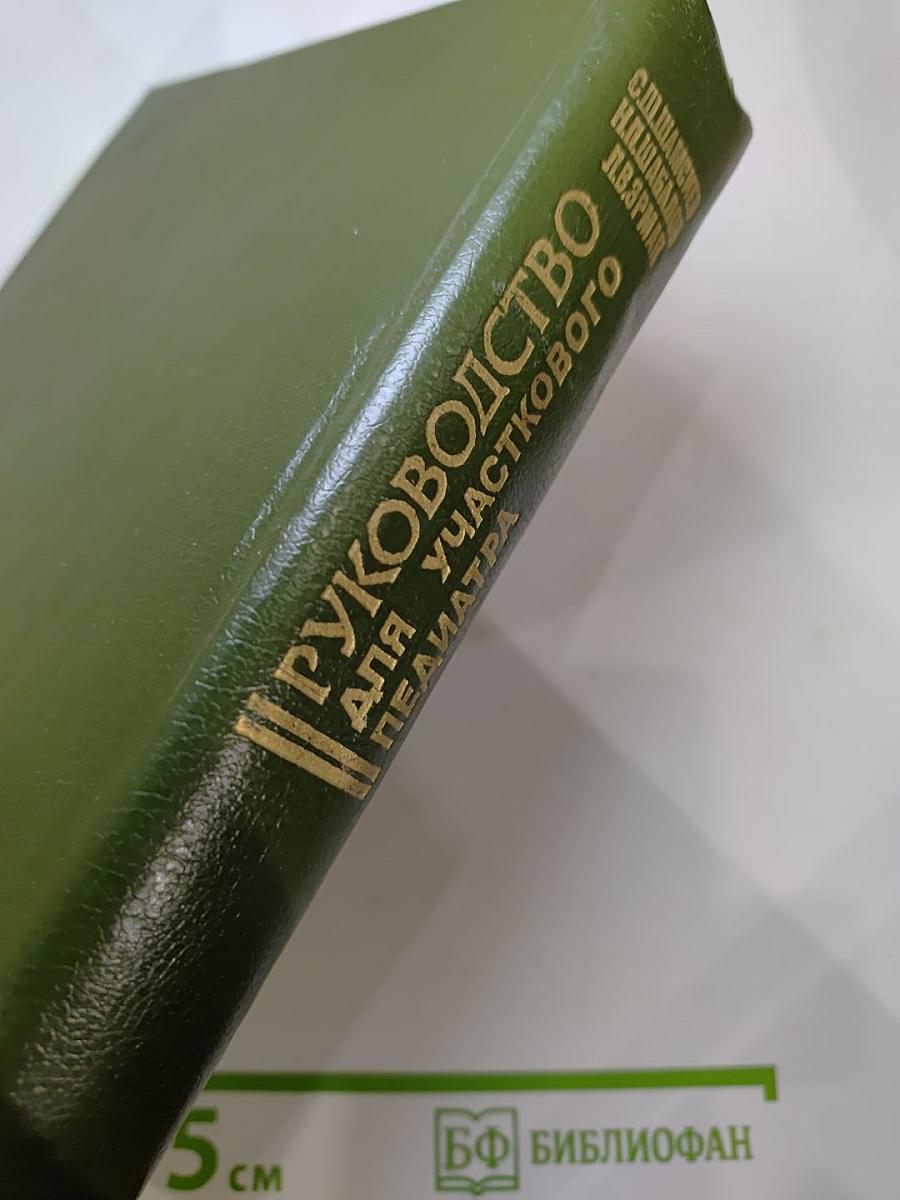 РУКОВОДСТВО
ДЛЯ УЧАСТКОВОГО
ПЕДИАТРА
5 см
БФ БИБЛИОФАН